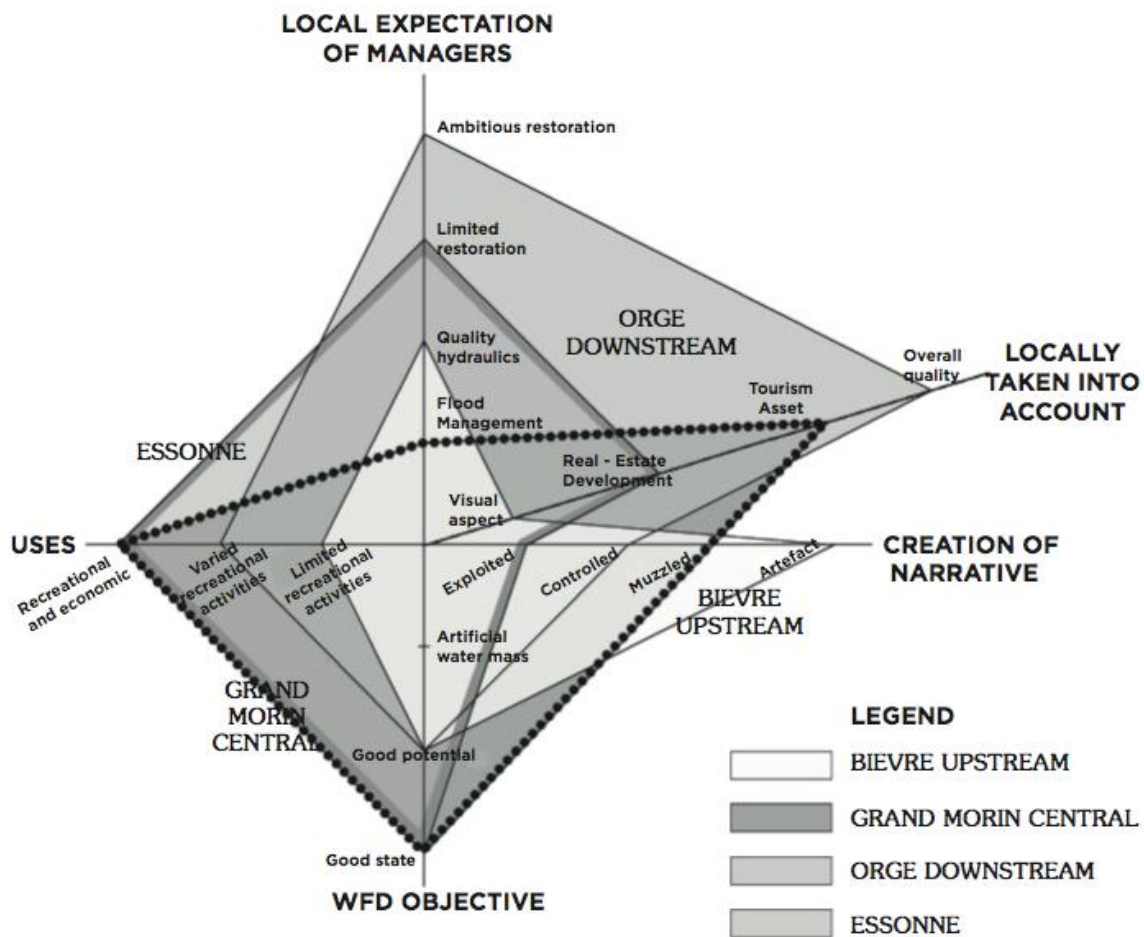 LOCAL EXPECTATION
OF MANAGERS
Ambitious restoration
Limited
restoration
ORGE
DOWNSTREAM
Quality
hydraulics
Overall
quality
LOCALLY
TAKEN INTO
ACCOUNT
Tourism
Asset
Flood
Management
ESSONNE
Real - Estate
Development
Visual
aspect
USES
Recreational
and economic
Varied
recreational
activities
Limited
recreational
activities
Exploited
Controlled
Muzzled
Artefact
CREATION OF
NARRATIVE
BIEVRE
UPSTREAM
Artificial
water mass
GRAND
MORIN
CENTRAL
Good potential
Good state
WFD OBJECTIVE
LEGEND
BIEVRE UPSTREAM
GRAND MORIN CENTRAL
ORGE DOWNSTREAM
ESSONNE